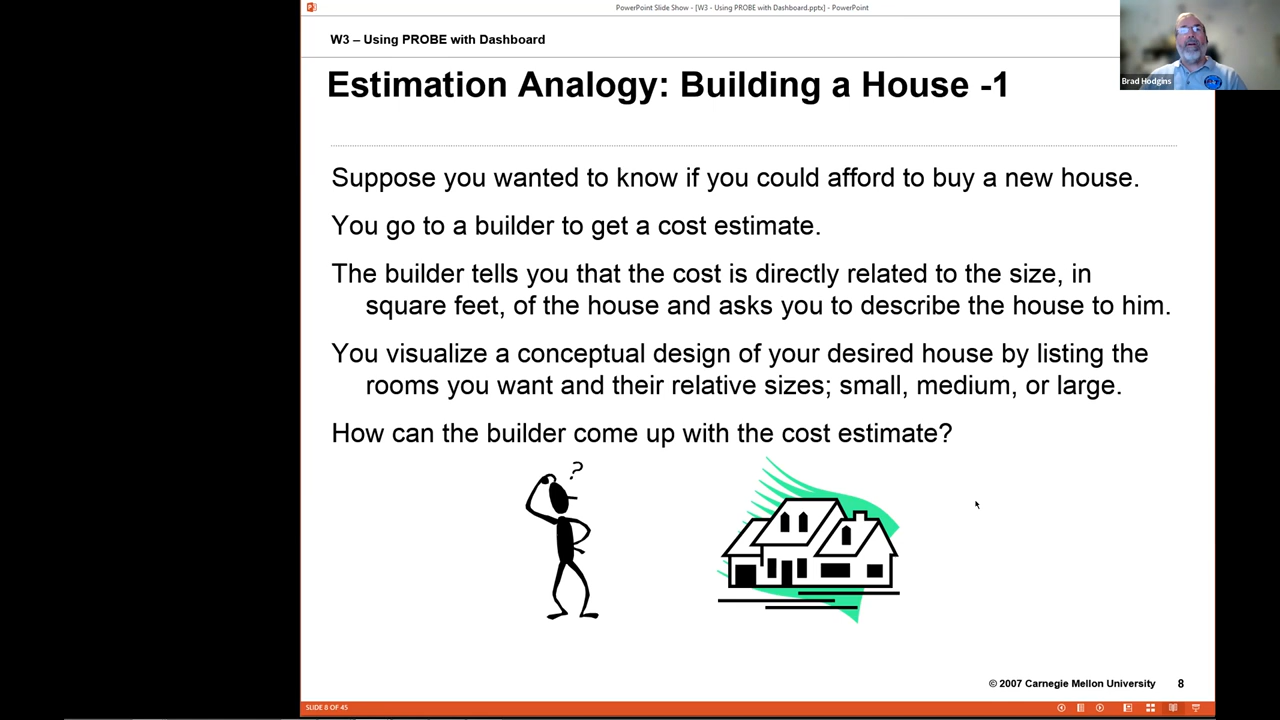 PowerPoint Slide Show - [W3 - Using PROBE with Dashboard.pptx] - PowerPoint
W3 – Using PROBE with Dashboard
Brad Hodgins
Estimation Analogy: Building a House -1
Suppose you wanted to know if you could afford to buy a new house.
You go to a builder to get a cost estimate.
The builder tells you that the cost is directly related to the size, in
square feet, of the house and asks you to describe the house to him.
You visualize a conceptual design of your desired house by listing the
rooms you want and their relative sizes; small, medium, or large.
How can the builder come up with the cost estimate?
?
© 2007 Carnegie Mellon University 8
SLIDE 8 OF 45